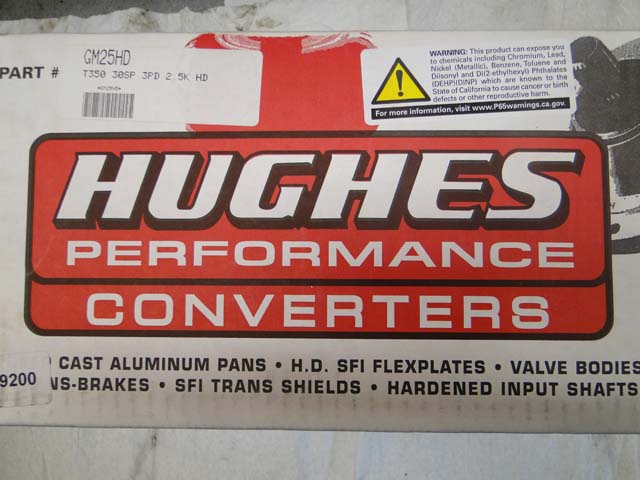 PART # GM25HD
T350 30SP 3PD 2.5K HD
WARNING: This product can expose you
to chemicals including Chromium, Lead,
Nickel (Metallic), Benzene, Toluene and
Diisonyl and Di(2-ethylhexyl) Phthalates
(DEHP)(DINP) which are known to the
State of California to cause cancer or birth
defects or other reproductive harm.
For more information, visit www.P65warnings.ca.gov.
HUGHES
PERFORMANCE
CONVERTERS
CAST ALUMINUM PANS • H.D. SFI FLEXPLATES • VALVE BODIES
9200
NS-BRAKES • SFI TRANS SHIELDS • HARDENED INPUT SHAFTS